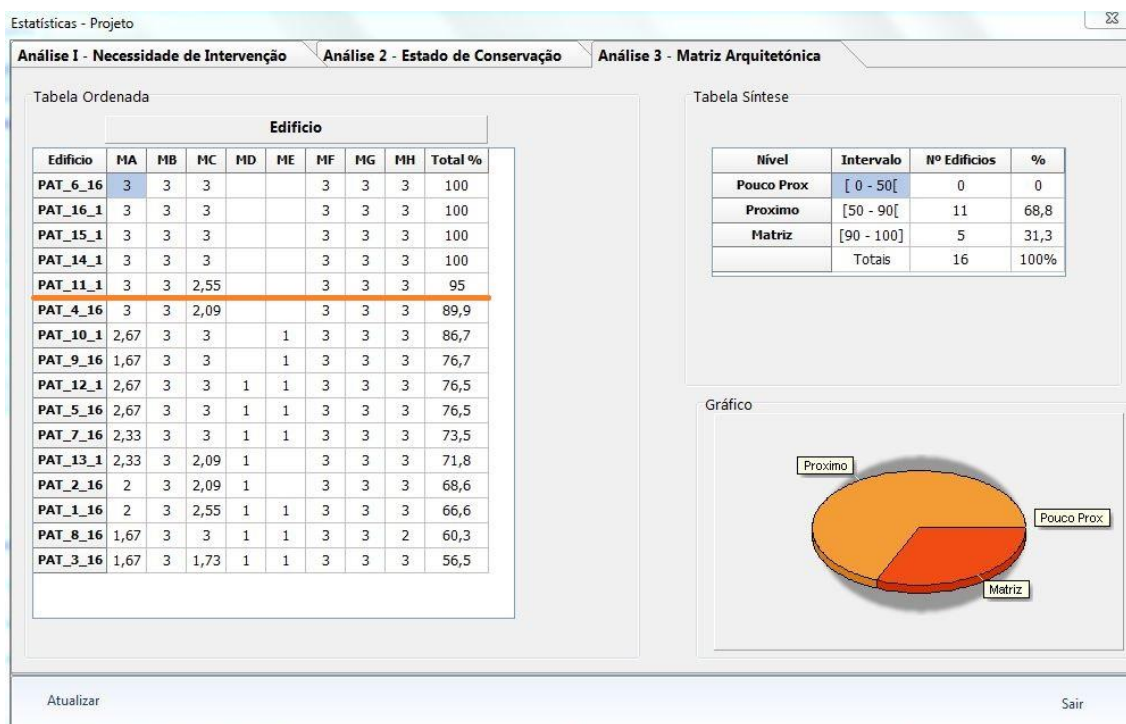 Estatísticas - Projeto
Análise I - Necessidade de Intervenção Análise 2 - Estado de Conservação Análise 3 - Matriz Arquitetónica
Tabela Ordenada
Edificio
Edificio MA MB MC MD ME MF MG MH Total %
PAT_6_16 3 3 3 3 3 3 100
PAT_16_1 3 3 3 3 3 3 100
PAT_15_1 3 3 3 3 3 3 100
PAT_14_1 3 3 3 3 3 3 100
PAT_11_1 3 3 2,55 3 3 3 95
PAT_4_16 3 3 2,09 3 3 3 89,9
PAT_10_1 2,67 3 3 1 3 3 3 86,7
PAT_9_16 1,67 3 3 1 3 3 3 76,7
PAT_12_1 2,67 3 3 1 1 3 3 3 76,5
PAT_5_16 2,67 3 3 1 1 3 3 3 76,5
PAT_7_16 2,33 3 3 1 1 3 3 3 73,5
PAT_13_1 2,33 3 2,09 1 3 3 3 71,8
PAT_2_16 2 3 2,09 1 3 3 3 68,6
PAT_1_16 2 3 2,55 1 1 3 3 3 66,6
PAT_8_16 1,67 3 3 1 1 3 3 2 60,3
PAT_3_16 1,67 3 1,73 1 1 3 3 3 56,5
Tabela Síntese
Nível Intervalo Nº Edificios %
Pouco Prox [ 0 - 50[ 0 0
Proximo [50 - 90[ 11 68,8
Matriz [90 - 100] 5 31,3
Totais 16 100%
Gráfico
Proximo
Pouco Prox
Matriz
Atualizar
Sair